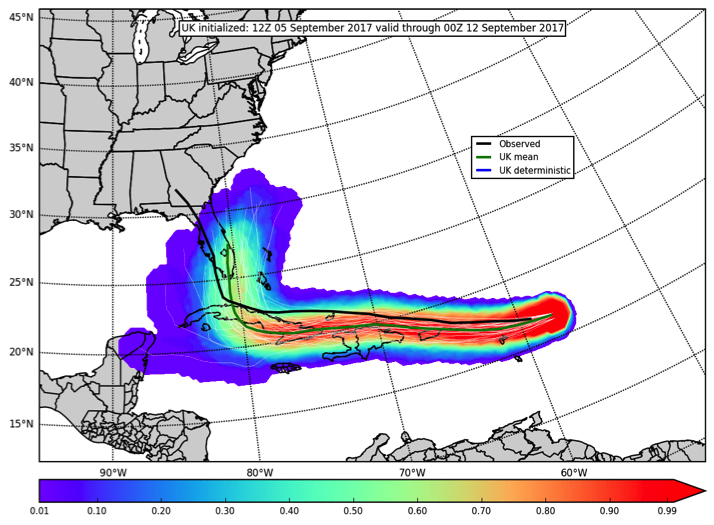 45°N
UK initialized: 12Z 05 September 2017 valid through 00Z 12 September 2017
40°N
35°N
Observed
UK mean
UK deterministic
30°N
25°N
20°N
15°N
90°W 80°W 70°W 60°W
0.01 0.10 0.20 0.30 0.40 0.50 0.60 0.70 0.80 0.90 0.99